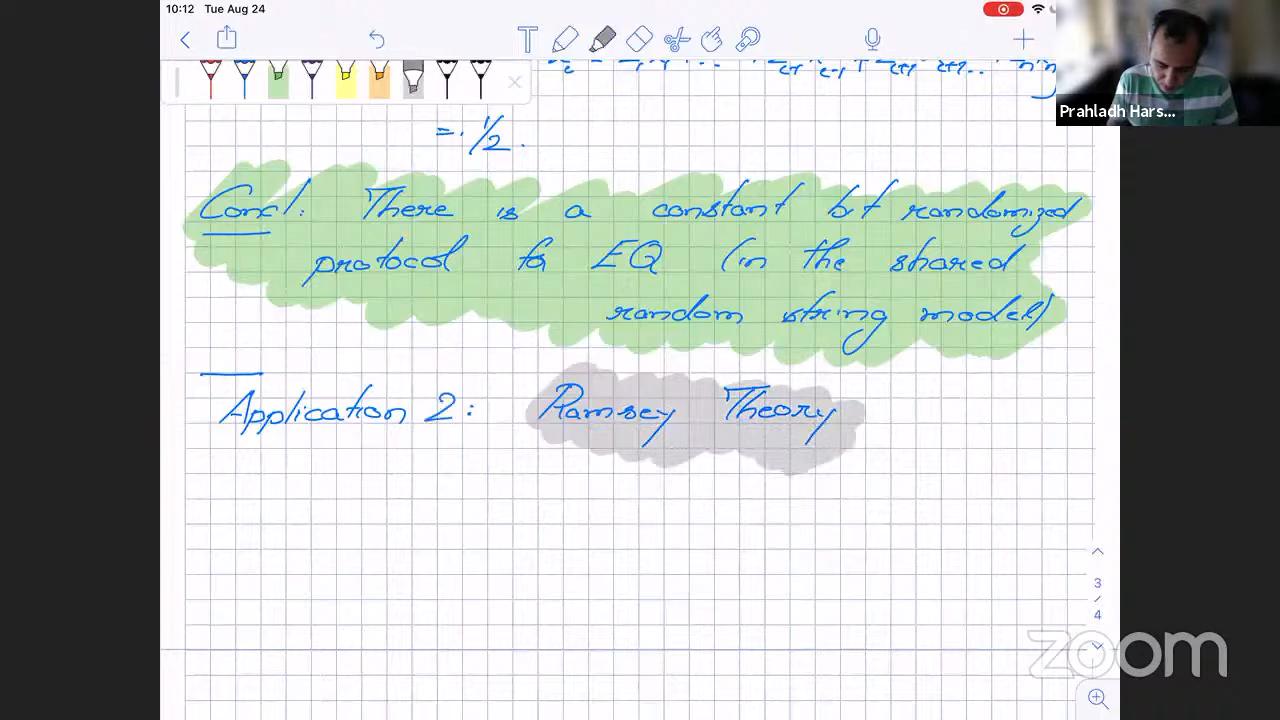 10:12 Tue Aug 24
Prahladh Hars...
= 1/2.
Concl: There is a constant bit randomized
protocol for EQ (in the shared
random string model)
Application 2: Ramsey Theory
3
/
4
zoom